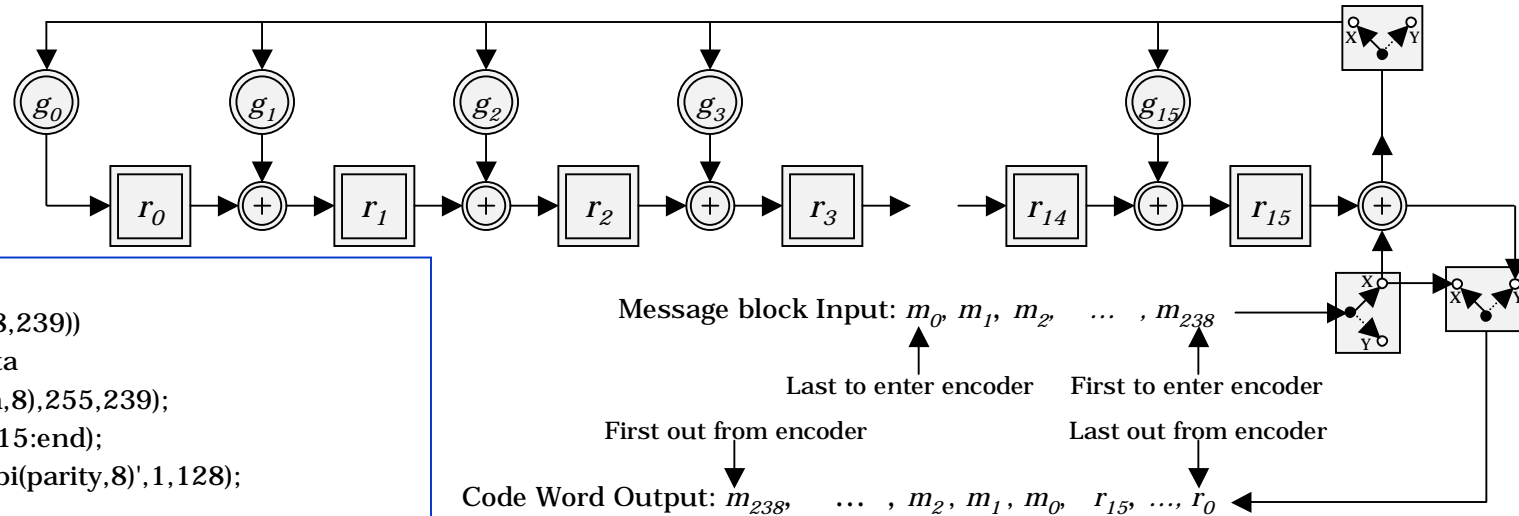 X Y
g0 g1 g2 g3 g15
r0 + r1 + r2 + r3 r14 + r15 +
8,239))
ta
,8),255,239);
15:end);
bi(parity,8)',1,128);
X
Y
X Y
Message block Input: m0, m1, m2, ... , m238
Last to enter encoder First to enter encoder
First out from encoder Last out from encoder
Code Word Output: m238, ... , m2, m1, m0, r15, ..., r0